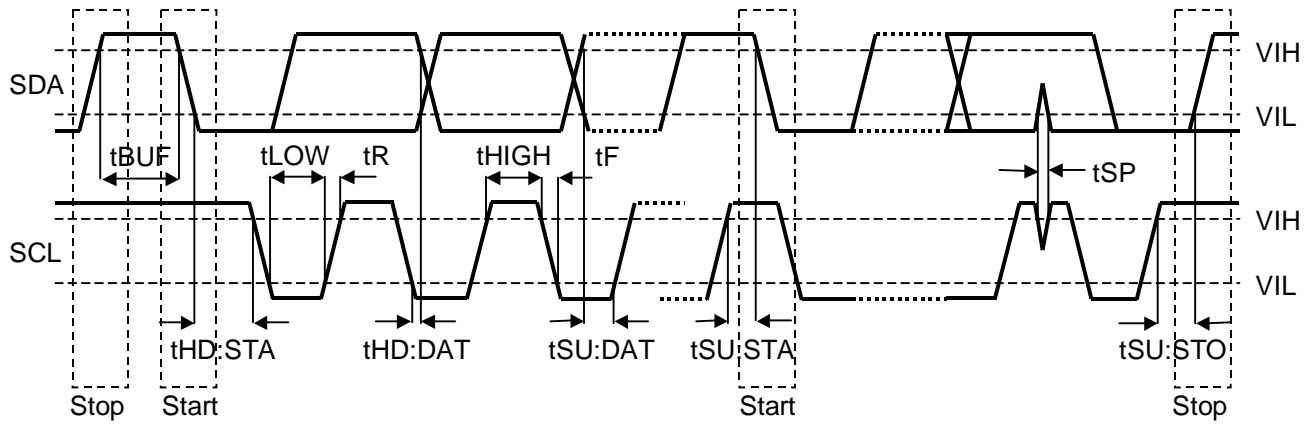 VIH
SDA
VIL
tBUF tLOW tR tHIGH tF
tSP
VIH
SCL
VIL
tHD:STA tHD:DAT tSU:DAT tSU:STA tSU:STO
Stop Start Start Stop